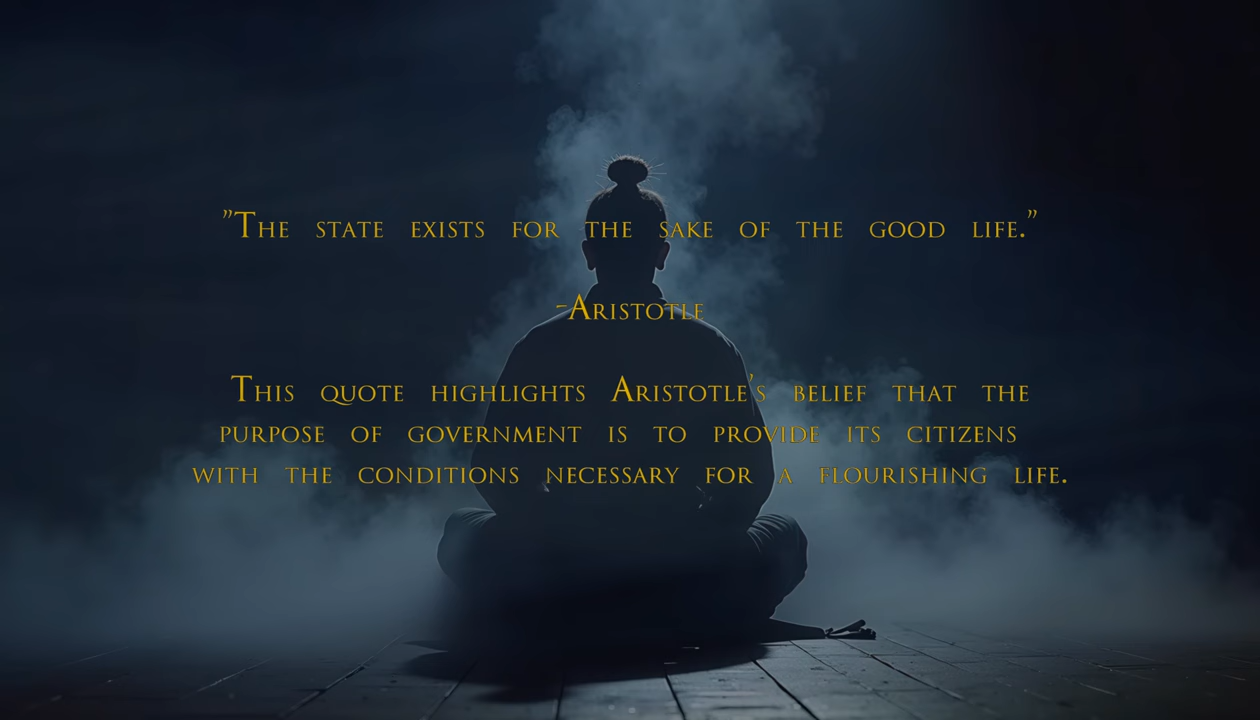 "The state exists for the sake of the good life."
-Aristotle
This quote highlights Aristotle's belief that the
purpose of government is to provide its citizens
with the conditions necessary for a flourishing life.